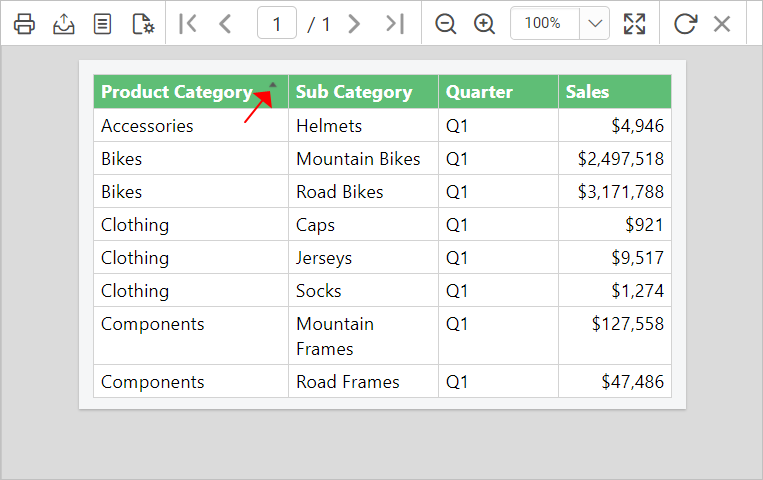 1 / 1 100%
Product Category Sub Category Quarter Sales
Accessories Helmets Q1 $4,946
Bikes Mountain Bikes Q1 $2,497,518
Bikes Road Bikes Q1 $3,171,788
Clothing Caps Q1 $921
Clothing Jerseys Q1 $9,517
Clothing Socks Q1 $1,274
Components Mountain Q1 $127,558
Frames
Components Road Frames Q1 $47,486